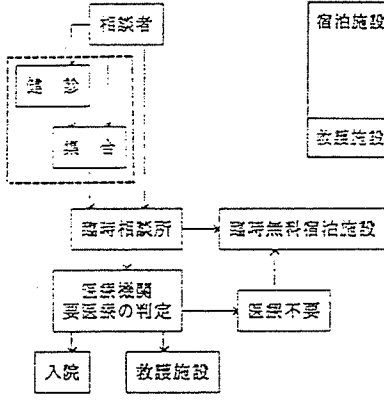 相談者
宿泊施設
健診
集合
救護施設
臨時相談所
臨時無料宿泊施設
医療機関
要医療の判定
医療不要
入院
救護施設